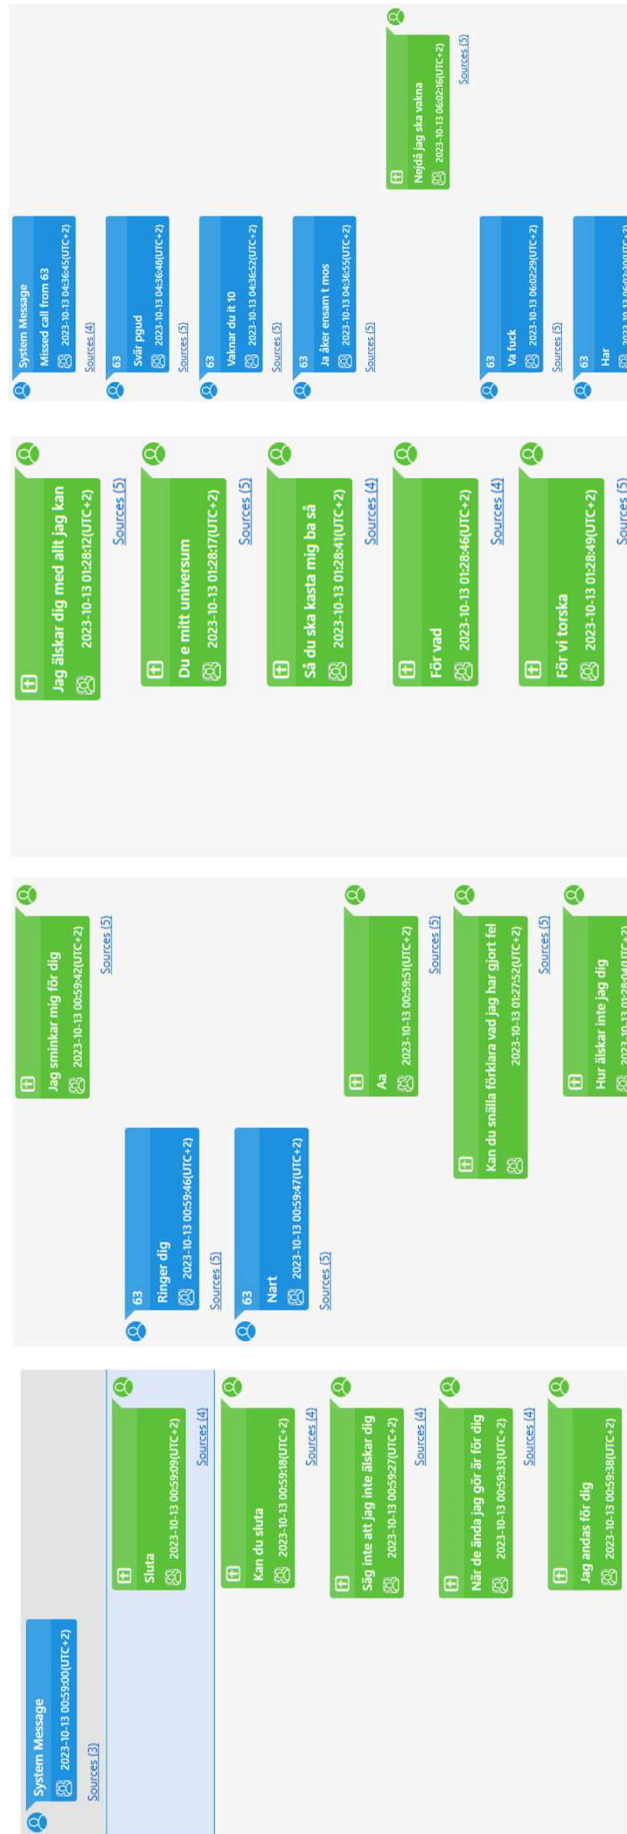 System Message
2023-10-13 00:59:00(UTC+2)
Sources (3)
Sluta
2023-10-13 00:59:09(UTC+2)
Sources (4)
Kan du sluta
2023-10-13 00:59:18(UTC+2)
Sources (4)
Säg inte att jag inte älskar dig
2023-10-13 00:59:27(UTC+2)
Sources (4)
När de ända jag gör är för dig
2023-10-13 00:59:33(UTC+2)
Sources (4)
Jag andas för dig
2023-10-13 00:59:38(UTC+2)
Jag sminkar mig för dig
2023-10-13 00:59:42(UTC+2)
Sources (5)
63
Ringer dig
2023-10-13 00:59:46(UTC+2)
Sources (5)
63
Nart
2023-10-13 00:59:47(UTC+2)
Sources (5)
Aa
2023-10-13 00:59:51(UTC+2)
Sources (5)
Kan du snälla förklara vad jag har gjort fel
2023-10-13 01:27:52(UTC+2)
Sources (5)
Hur älskar inte jag dig
2023-10-13 01:28:04(UTC+2)
Jag älskar dig med allt jag kan
2023-10-13 01:28:12(UTC+2)
Sources (5)
Du e mitt universum
2023-10-13 01:28:17(UTC+2)
Sources (5)
Så du ska kasta mig ba så
2023-10-13 01:28:41(UTC+2)
Sources (4)
För vad
2023-10-13 01:28:46(UTC+2)
Sources (4)
För vi torska
2023-10-13 01:28:49(UTC+2)
Sources (5)
System Message
Missed call from 63
2023-10-13 04:36:45(UTC+2)
Sources (4)
63
Svär pgud
2023-10-13 04:36:48(UTC+2)
Sources (5)
63
Vaknar du it 10
2023-10-13 04:36:52(UTC+2)
Sources (5)
63
Ja åker ensam t mos
2023-10-13 04:36:55(UTC+2)
Sources (5)
Nejdå jag ska vakna
2023-10-13 06:02:16(UTC+2)
Sources (5)
63
Va fuck
2023-10-13 06:02:29(UTC+2)
Sources (5)
63
Har
2023-10-13